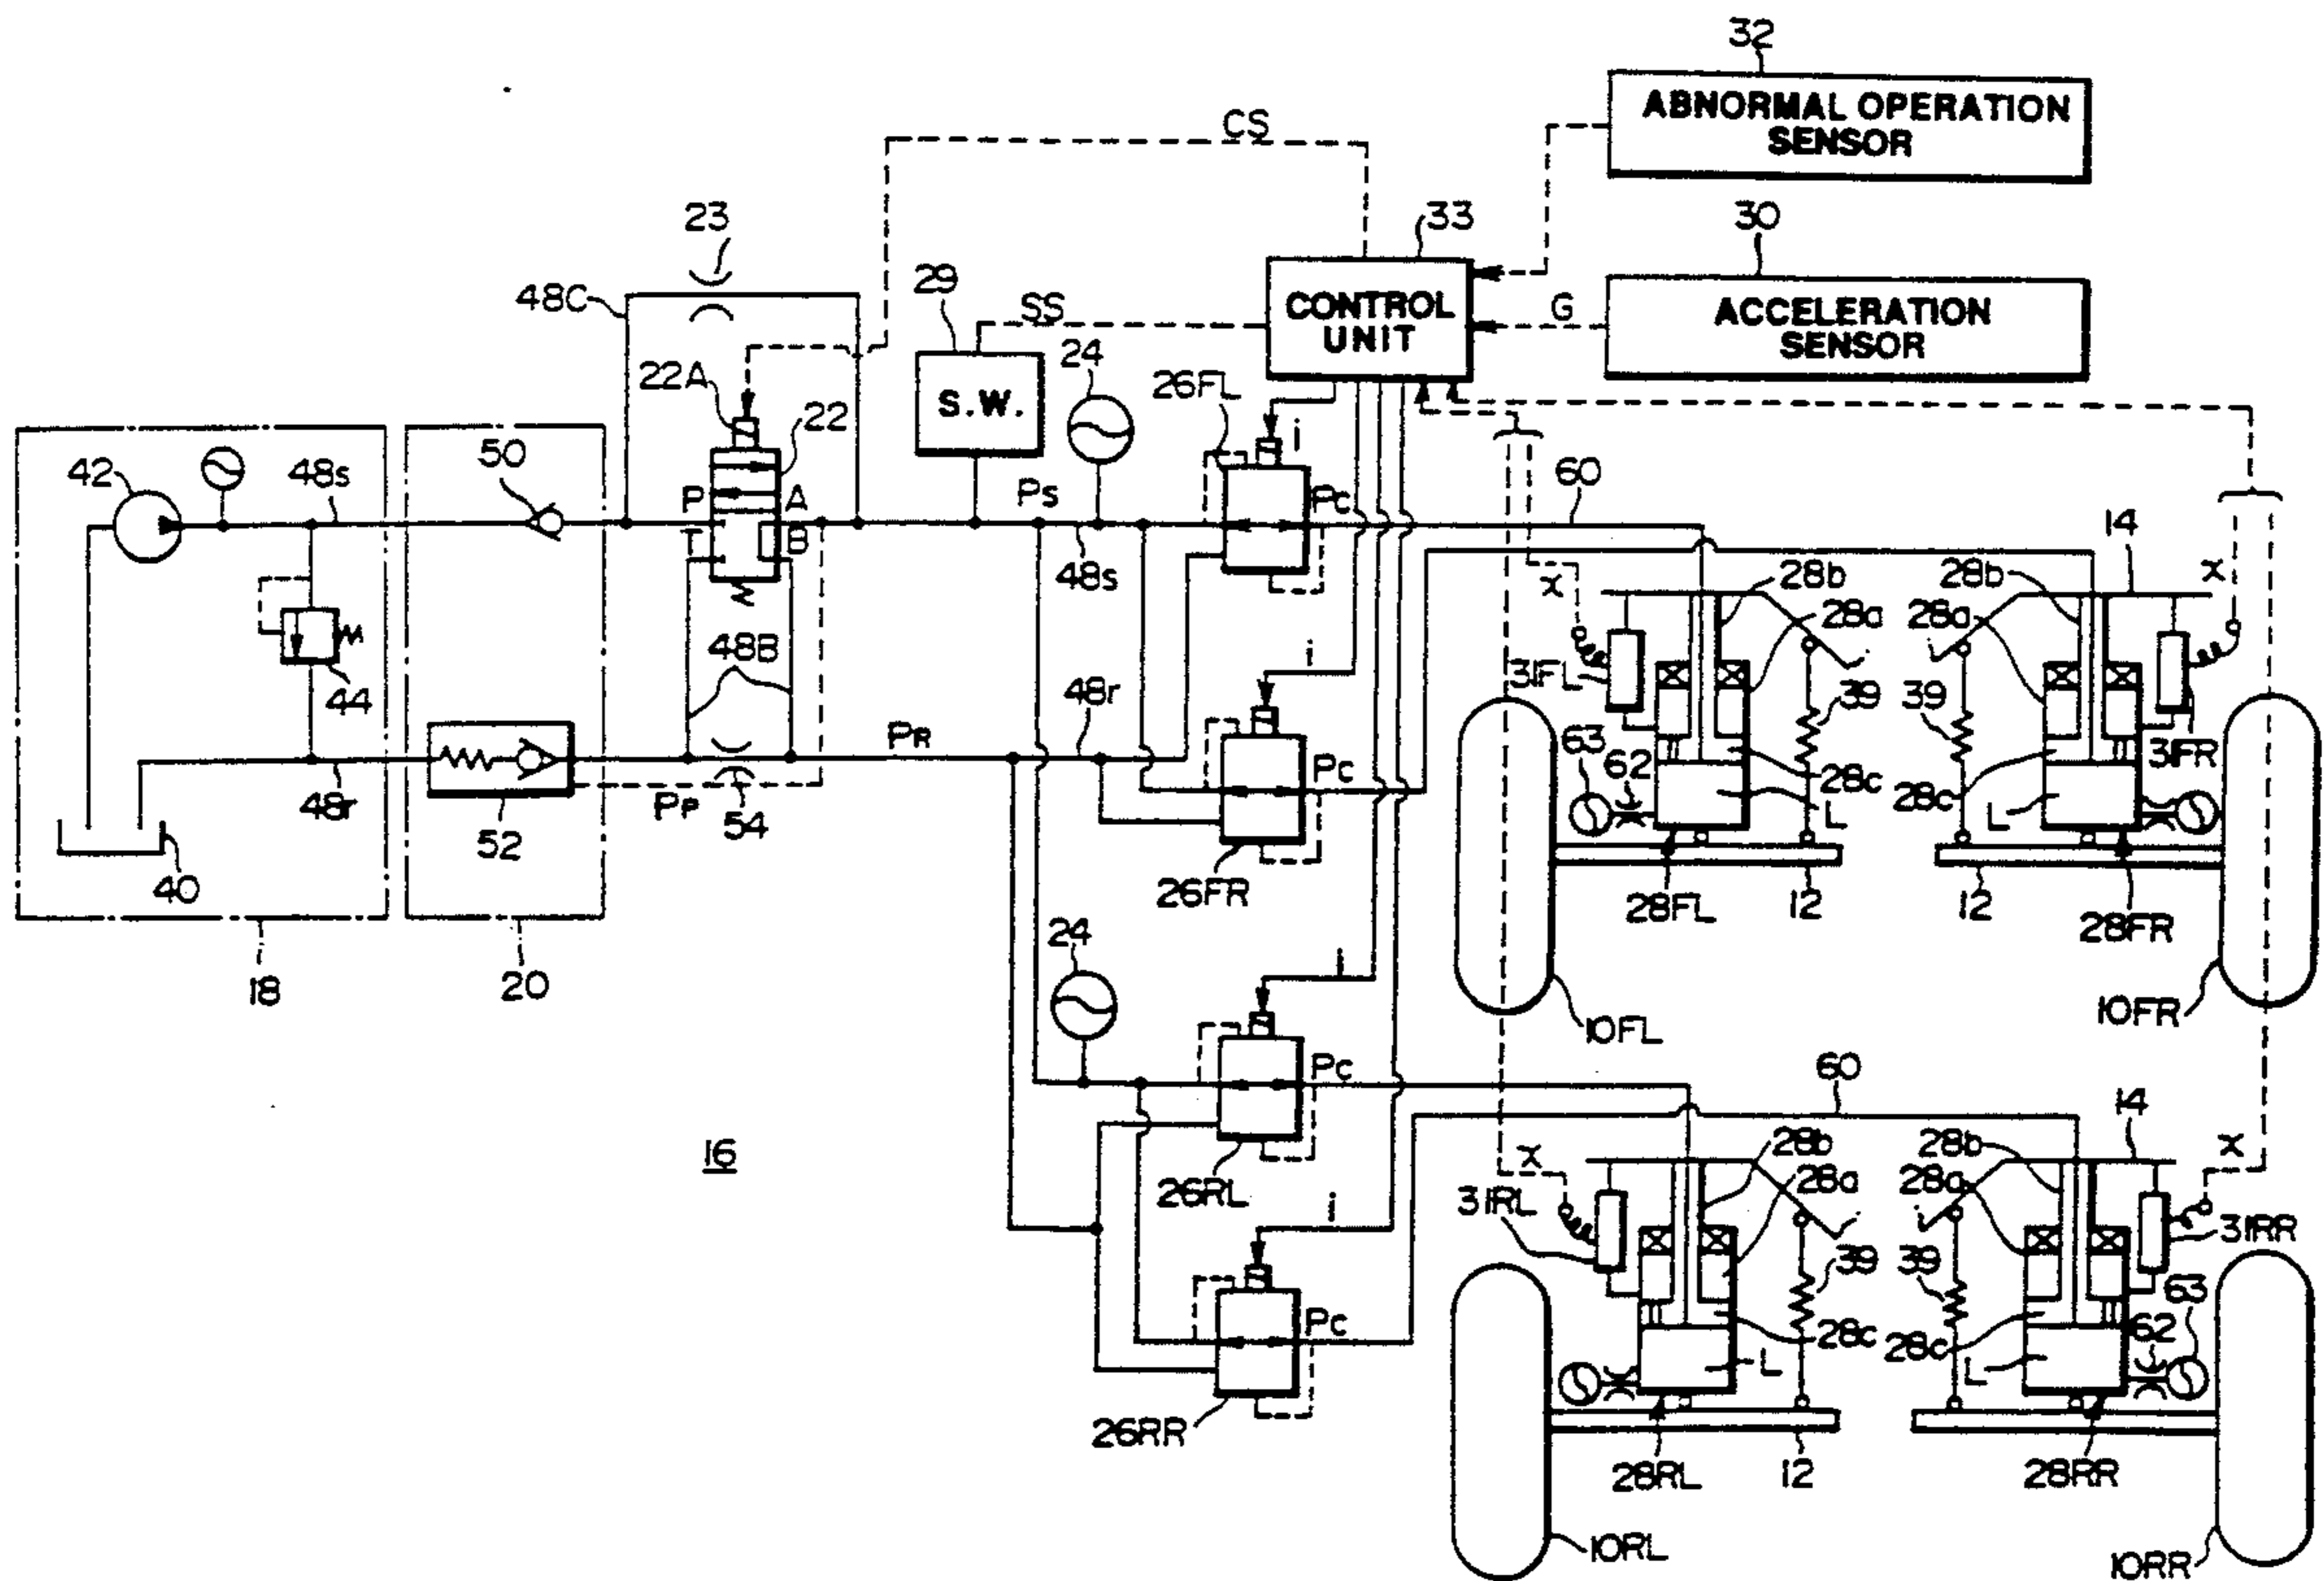 32
ABNORMAL OPERATION
SENSOR
CS
23
33
30
48C
29
SS
CONTROL
UNIT
G
ACCELERATION
SENSOR
22A
24
S.W.
26FL
i
22
42
48s
50
P
A
T
B
Ps
48s
Pc
60
14
x
28b
28b
x
28a
28a
44
48B
48r
i
31FL
39
39
31FR
PR
63
62
Pc
28c
28c
48r
52
PP
54
L
L
40
26FR
28FL
12
12
28FR
18
20
24
i
10FL
10FR
Pc
60
14
16
x
28b
28b
x
26RL
31RL
28a
28a
31RR
i
39
39
63
Pc
28c
28c
62
L
L
26RR
28RL
12
28RR
10RL
10RR